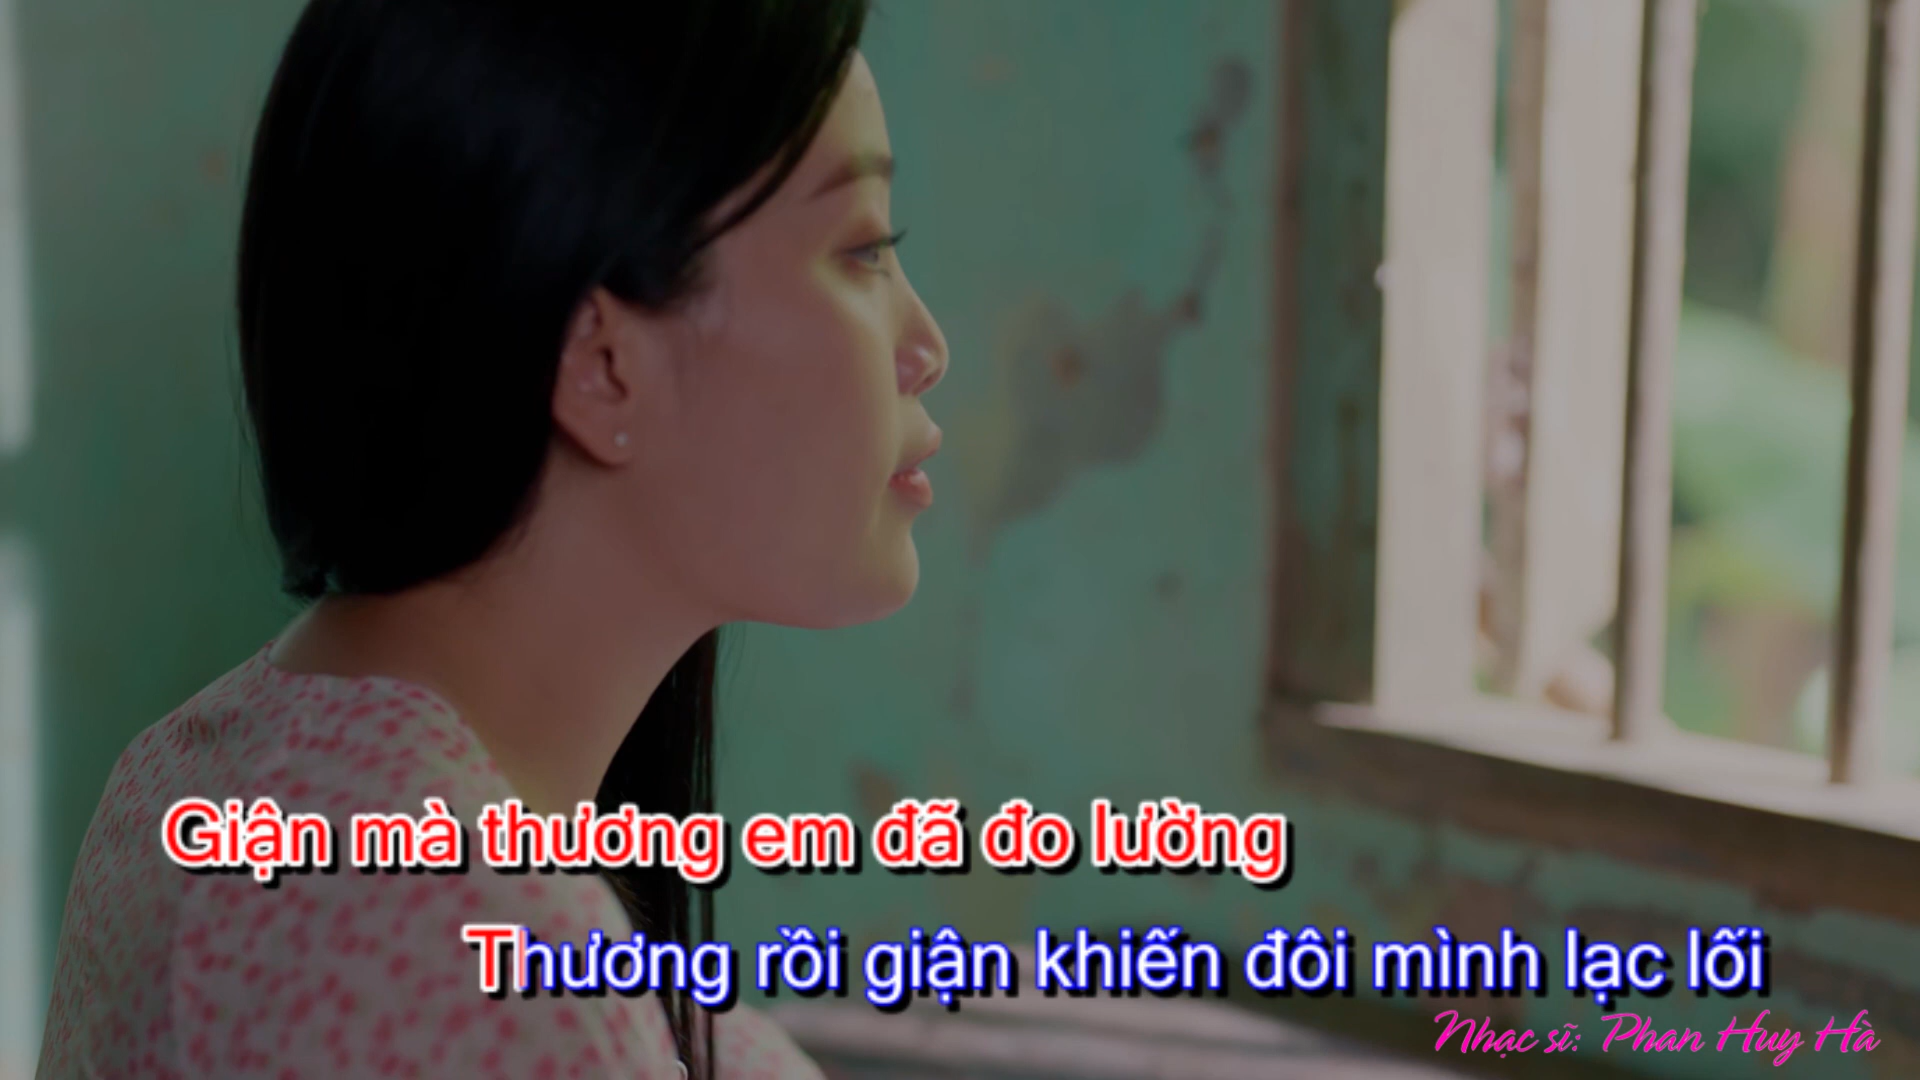 Giận mà thương em đã đo lường
Thương rồi giận khiến đôi mình lạc lối
Nhạc sĩ: Phan Huy Hà